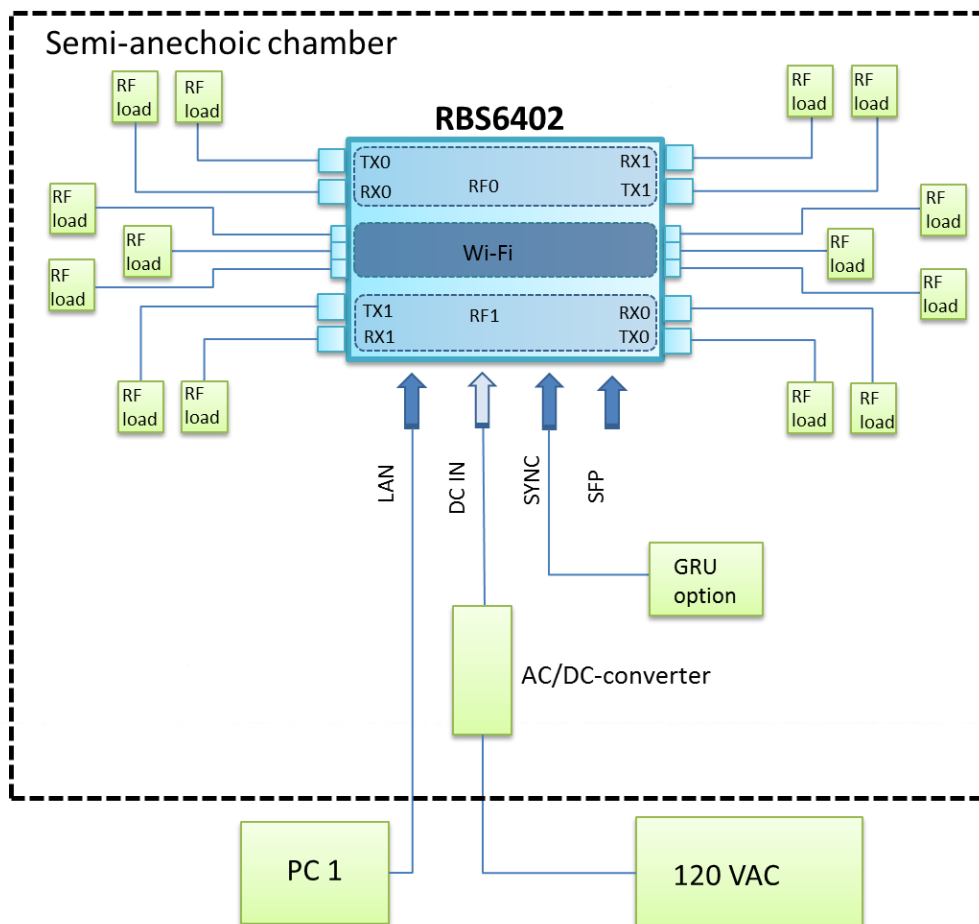 Semi-anechoic chamber
RF
load
RF
load
RF
load
RF
load
RBS6402
TX0
RX1
RX0
RF0
TX1
RF
load
RF
load
RF
load
Wi-Fi
RF
load
RF
load
RF
load
TX1
RF1
RX0
RX1
TX0
RF
load
RF
load
RF
load
RF
load
LAN
DC IN
SYNC
SFP
GRU
option
AC/DC-converter
PC 1
120 VAC